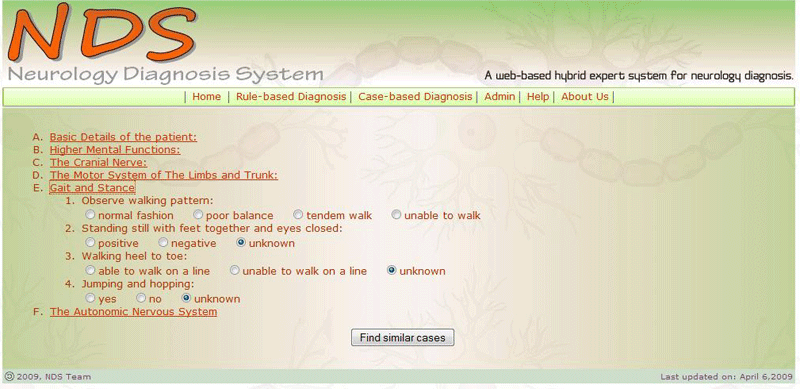 NDS
Neurology Diagnosis System
A web-based hybrid expert system for neurology diagnosis.
| Home | Rule-based Diagnosis | Case-based Diagnosis | Admin | Help | About Us |
A. Basic Details of the patient:
B. Higher Mental Functions:
C. The Cranial Nerve:
D. The Motor System of The Limbs and Trunk:
E. Gait and Stance
1. Observe walking pattern:
normal fashion poor balance tendem walk unable to walk
2. Standing still with feet together and eyes closed:
positive negative unknown
3. Walking heel to toe:
able to walk on a line unable to walk on a line unknown
4. Jumping and hopping:
yes no unknown
F. The Autonomic Nervous System
Find similar cases
© 2009, NDS Team Last updated on: April 6,2009